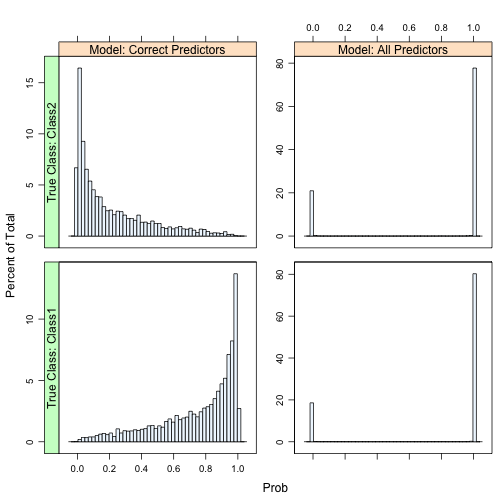 0.0 0.2 0.4 0.6 0.8 1.0
Model: Correct Predictors
Model: All Predictors
True Class: Class2
0 5 10 15
0 20 40 60 80
Percent of Total
True Class: Class1
0 5 10
0 20 40 60 80
0.0 0.2 0.4 0.6 0.8 1.0
Prob